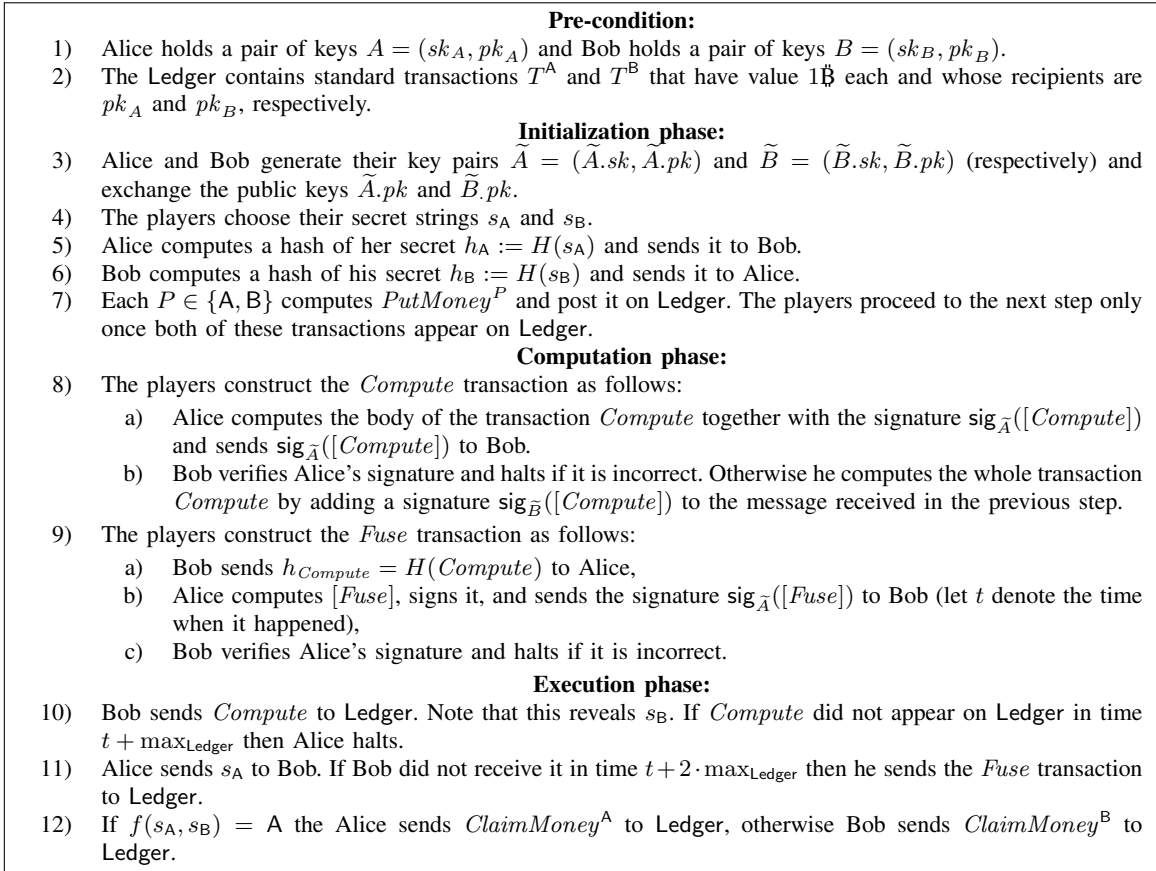 Pre-condition:
1) Alice holds a pair of keys A = (sk_A, pk_A) and Bob holds a pair of keys B = (sk_B, pk_B).
2) The Ledger contains standard transactions T^A and T^B that have value 1₿ each and whose recipients are
pk_A and pk_B, respectively.
Initialization phase:
3) Alice and Bob generate their key pairs Ã = (Ã.sk, Ã.pk) and B̃ = (B̃.sk, B̃.pk) (respectively) and
exchange the public keys Ã.pk and B̃.pk.
4) The players choose their secret strings s_A and s_B.
5) Alice computes a hash of her secret h_A := H(s_A) and sends it to Bob.
6) Bob computes a hash of his secret h_B := H(s_B) and sends it to Alice.
7) Each P ∈ {A, B} computes PutMoney^P and post it on Ledger. The players proceed to the next step only
once both of these transactions appear on Ledger.
Computation phase:
8) The players construct the Compute transaction as follows:
a) Alice computes the body of the transaction Compute together with the signature sig_Ã([Compute])
and sends sig_Ã([Compute]) to Bob.
b) Bob verifies Alice's signature and halts if it is incorrect. Otherwise he computes the whole transaction
Compute by adding a signature sig_B̃([Compute]) to the message received in the previous step.
9) The players construct the Fuse transaction as follows:
a) Bob sends h_Compute = H(Compute) to Alice,
b) Alice computes [Fuse], signs it, and sends the signature sig_Ã([Fuse]) to Bob (let t denote the time
when it happened),
c) Bob verifies Alice's signature and halts if it is incorrect.
Execution phase:
10) Bob sends Compute to Ledger. Note that this reveals s_B. If Compute did not appear on Ledger in time
t + max_Ledger then Alice halts.
11) Alice sends s_A to Bob. If Bob did not receive it in time t + 2 · max_Ledger then he sends the Fuse transaction
to Ledger.
12) If f(s_A, s_B) = A the Alice sends ClaimMoney^A to Ledger, otherwise Bob sends ClaimMoney^B to
Ledger.